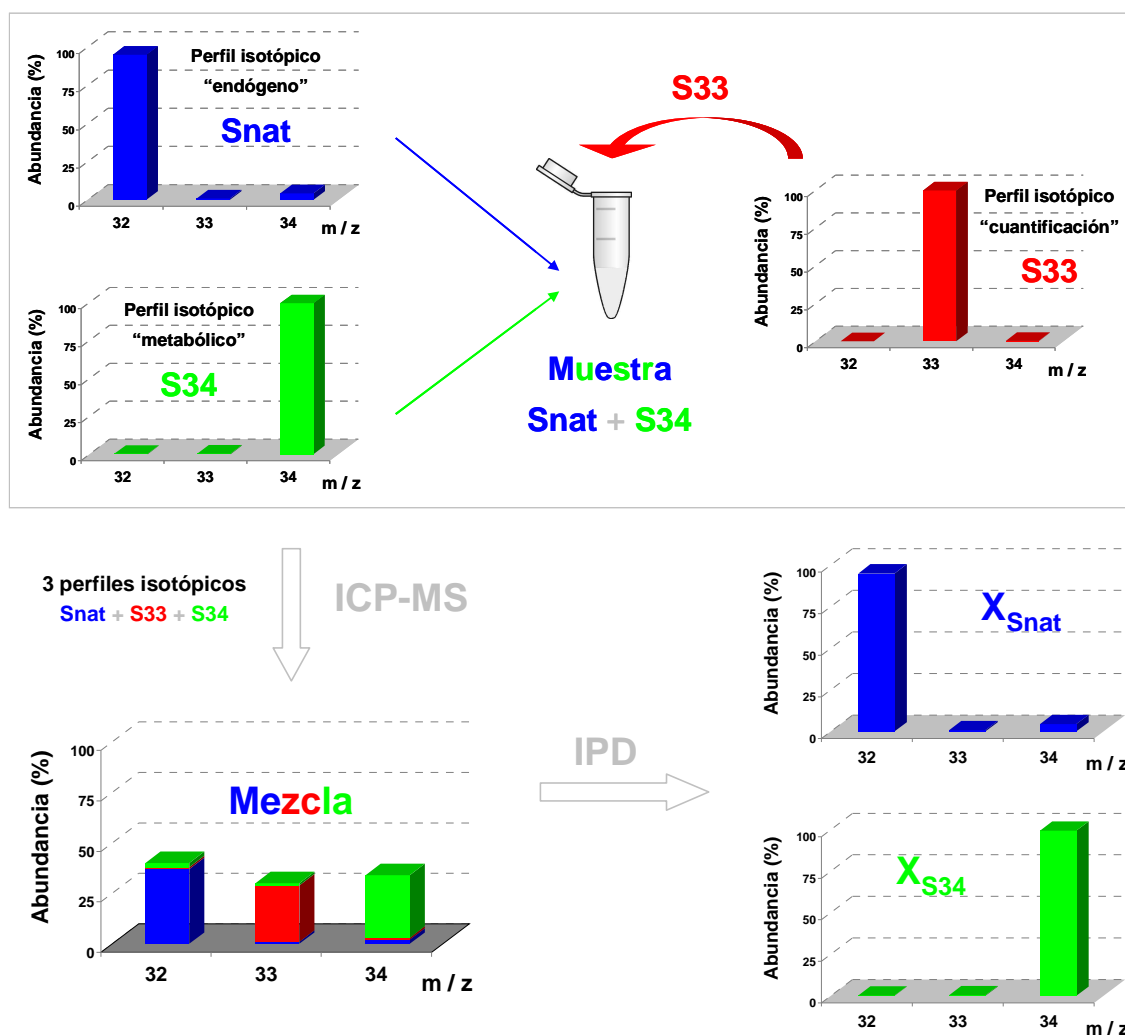 Abundancia (%)
100
75
50
25
0
Perfil isotópico
“endógeno”
Snat
32
33
34
m / z
Abundancia (%)
100
75
50
25
0
Perfil isotópico
“metabólico”
S34
32
33
34
m / z
S33
Muestra
Snat + S34
Abundancia (%)
100
75
50
25
0
Perfil isotópico
“cuantificación”
S33
32
33
34
m / z
3 perfiles isotópicos
Snat + S33 + S34
ICP-MS
Abundancia (%)
100
75
50
25
0
Mezcla
32
33
34
m / z
IPD
Abundancia (%)
100
75
50
25
0
XSnat
32
33
34
m / z
Abundancia (%)
100
75
50
25
0
XS34
32
33
34
m / z